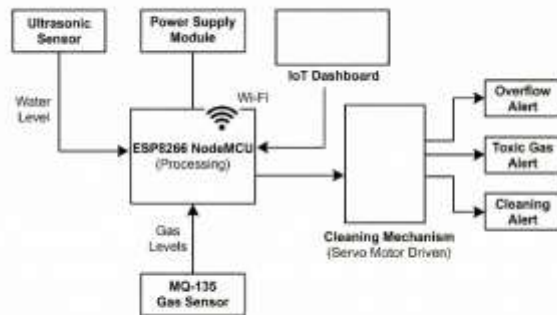 Ultrasonic
Sensor
Power Supply
Module
IoT Dashboard
Wi-Fi
Water
Level
ESP8266 NodeMCU
(Processing)
Overflow
Alert
Toxic Gas
Alert
Cleaning
Alert
Gas
Levels
Cleaning Mechanism
(Servo Motor Driven)
MQ-135
Gas Sensor